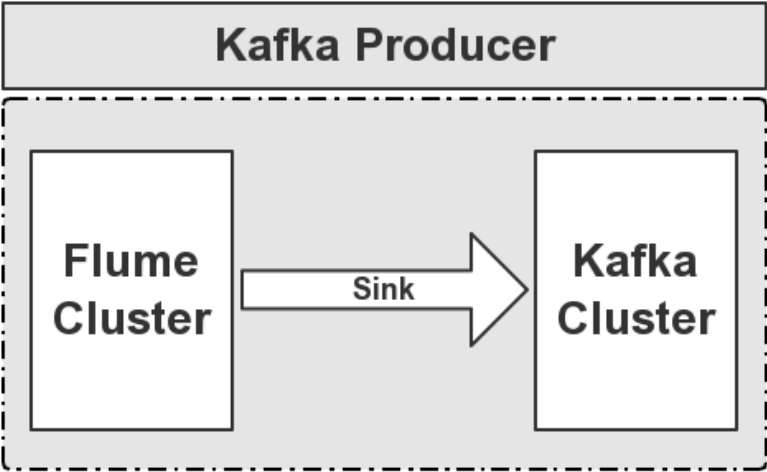 Kafka Producer
Flume
Cluster
Sink
Kafka
Cluster